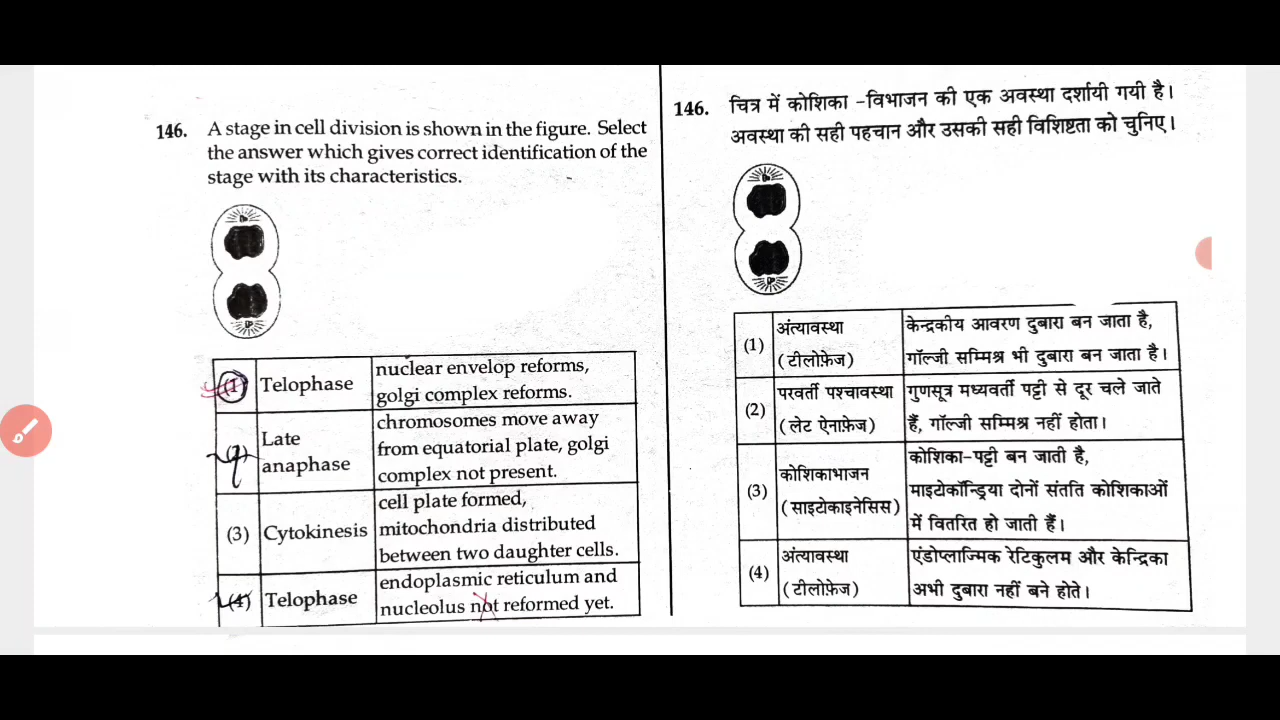 146. A stage in cell division is shown in the figure. Select
the answer which gives correct identification of the
stage with its characteristics.
(1) Telophase nuclear envelop reforms,
golgi complex reforms.
Late
anaphase
chromosomes move away
from equatorial plate, golgi
complex not present.
(3) Cytokinesis cell plate formed,
mitochondria distributed
between two daughter cells.
(4) Telophase endoplasmic reticulum and
nucleolus not reformed yet.
146. चित्र में कोशिका -विभाजन की एक अवस्था दर्शायी गयी है।
अवस्था की सही पहचान और उसकी सही विशिष्टता को चुनिए।
(1) अंत्यावस्था
(टीलोफ़ेज)
केन्द्रकीय आवरण दुबारा बन जाता है,
गॉल्जी सम्मिश्र भी दुबारा बन जाता है।
(2) परवर्ती पश्चावस्था
(लेट ऐनाफ़ेज)
गुणसूत्र मध्यवर्ती पट्टी से दूर चले जाते
हैं, गॉल्जी सम्मिश्र नहीं होता।
(3) कोशिकाभाजन
(साइटोकाइनेसिस)
कोशिका-पट्टी बन जाती है,
माइटोकॉन्ड्रिया दोनों संतति कोशिकाओं
में वितरित हो जाती हैं।
(4) अंत्यावस्था
(टीलोफ़ेज)
एंडोप्लाज्मिक रेटिकुलम और केन्द्रिका
अभी दुबारा नहीं बने होते।